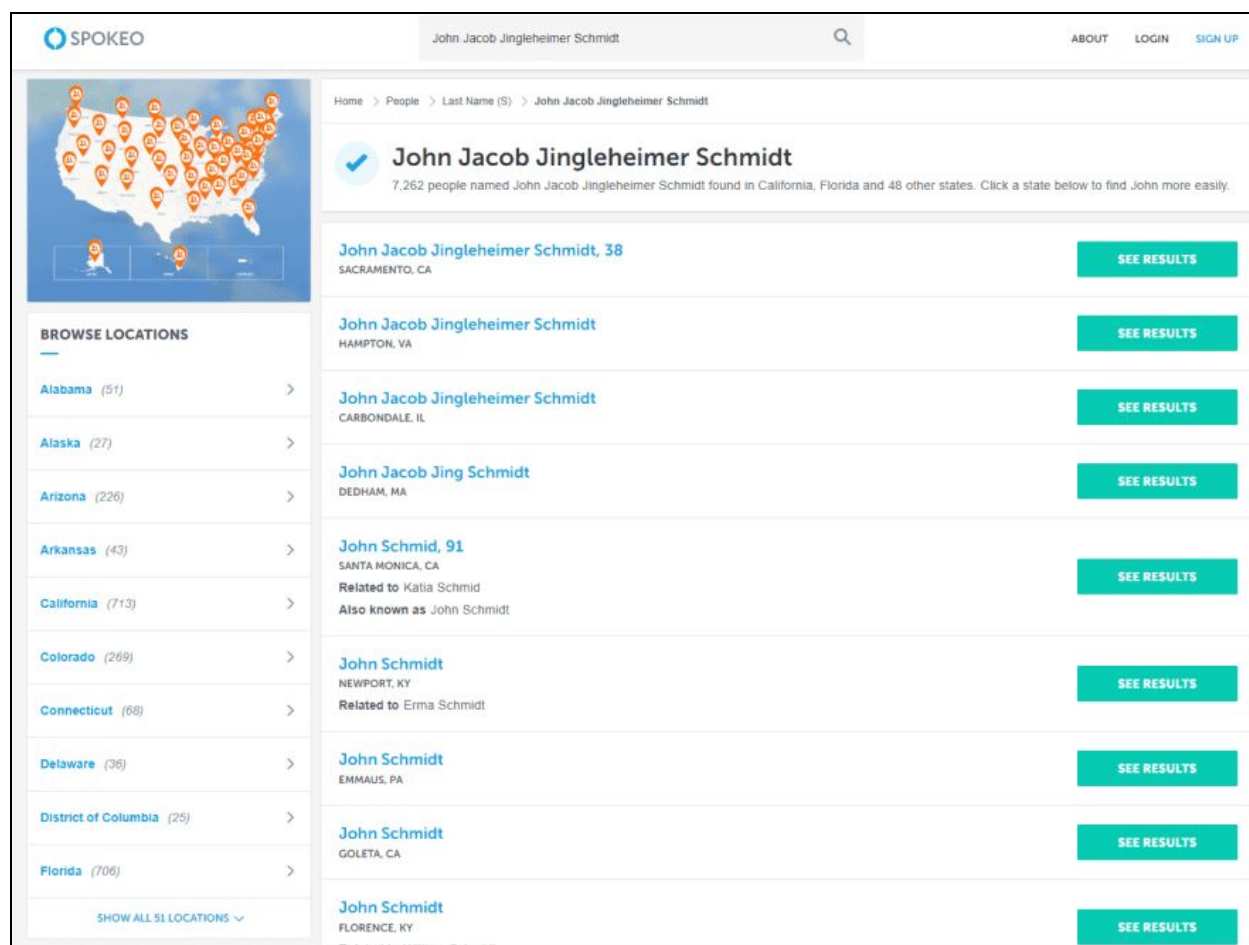 SPOKEO
John Jacob Jingleheimer Schmidt
ABOUT LOGIN SIGN UP
Home > People > Last Name (S) > John Jacob Jingleheimer Schmidt
John Jacob Jingleheimer Schmidt
7,262 people named John Jacob Jingleheimer Schmidt found in California, Florida and 48 other states. Click a state below to find John more easily.
BROWSE LOCATIONS
Alabama (51)
Alaska (27)
Arizona (226)
Arkansas (43)
California (713)
Colorado (269)
Connecticut (68)
Delaware (36)
District of Columbia (25)
Florida (706)
SHOW ALL 51 LOCATIONS
John Jacob Jingleheimer Schmidt, 38
SACRAMENTO, CA
SEE RESULTS
John Jacob Jingleheimer Schmidt
HAMPTON, VA
SEE RESULTS
John Jacob Jingleheimer Schmidt
CARBONDALE, IL
SEE RESULTS
John Jacob Jing Schmidt
DEDHAM, MA
SEE RESULTS
John Schmid, 91
SANTA MONICA, CA
Related to Katia Schmid
Also known as John Schmidt
SEE RESULTS
John Schmidt
NEWPORT, KY
Related to Erma Schmidt
SEE RESULTS
John Schmidt
EMMAUS, PA
SEE RESULTS
John Schmidt
GOLETA, CA
SEE RESULTS
John Schmidt
FLORENCE, KY
SEE RESULTS